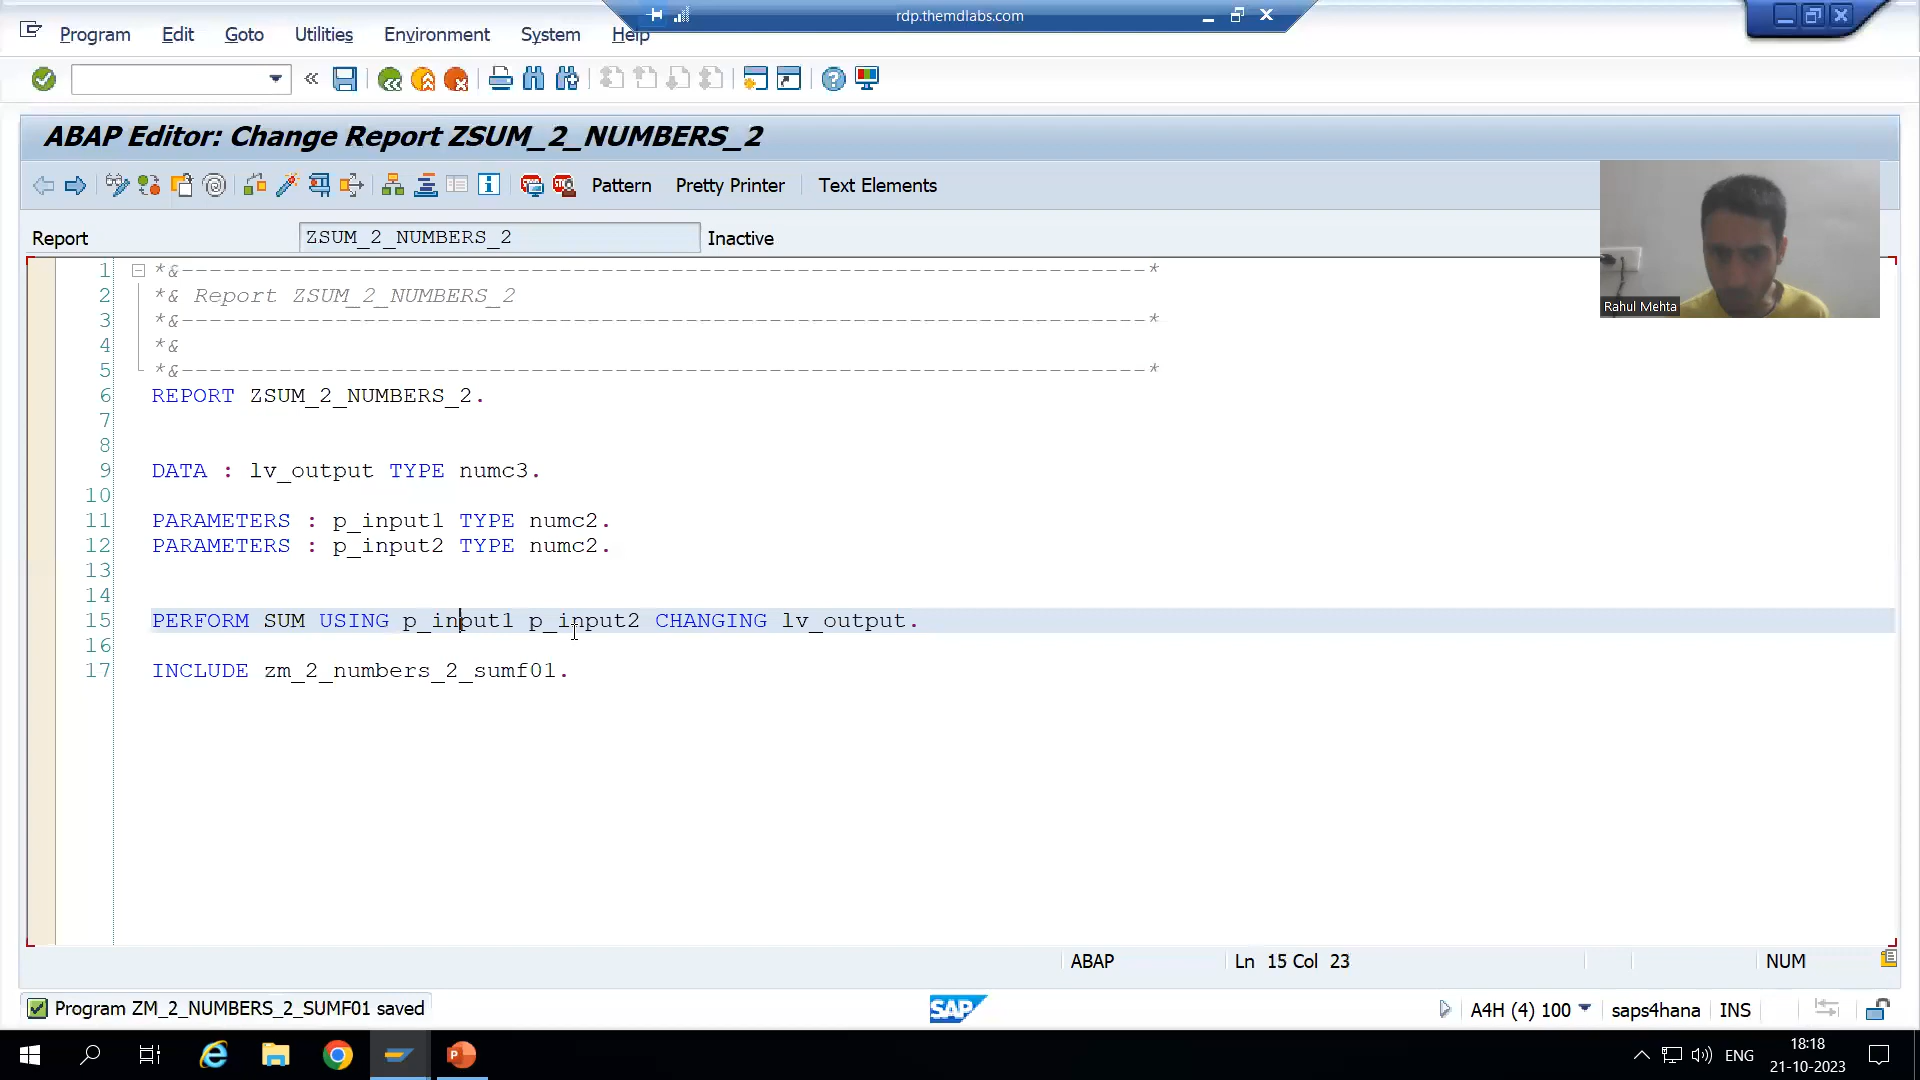 rdp.themdlabs.com
Program Edit Goto Utilities Environment System Help
ABAP Editor: Change Report ZSUM_2_NUMBERS_2
Pattern Pretty Printer Text Elements
Report ZSUM_2_NUMBERS_2 Inactive
Rahul Mehta
1 *&---------------------------------------------------------------------*
2 *& Report ZSUM_2_NUMBERS_2
3 *&---------------------------------------------------------------------*
4 *&
5 *&---------------------------------------------------------------------*
6 REPORT ZSUM_2_NUMBERS_2.
7
8
9 DATA : lv_output TYPE numc3.
10
11 PARAMETERS : p_input1 TYPE numc2.
12 PARAMETERS : p_input2 TYPE numc2.
13
14
15 PERFORM SUM USING p_input1 p_input2 CHANGING lv_output.
16
17 INCLUDE zm_2_numbers_2_sumf01.
ABAP Ln 15 Col 23 NUM
Program ZM_2_NUMBERS_2_SUMF01 saved
SAP
A4H (4) 100 saps4hana INS
ENG
18:18
21-10-2023